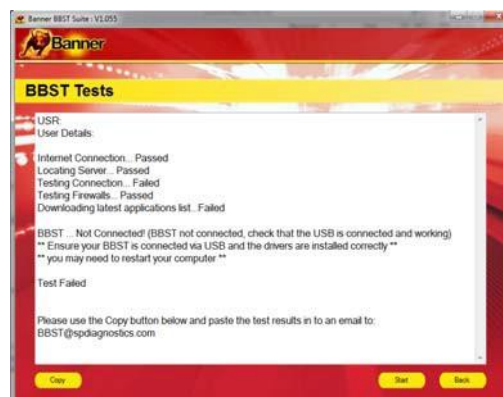 Banner BBST Suite : V1.055
Banner
BBST Tests
USR:
User Details:
Internet Connection... Passed
Locating Server... Passed
Testing Connection... Failed
Testing Firewalls... Passed
Downloading latest applications list...Failed
BBST ... Not Connected! (BBST not connected, check that the USB is connected and working)
** Ensure your BBST is connected via USB and the drivers are installed correctly **
** you may need to restart your computer **
Test Failed
Please use the Copy button below and paste the test results in to an email to:
BBST@spdiagnostics.com
Copy
Start
Back